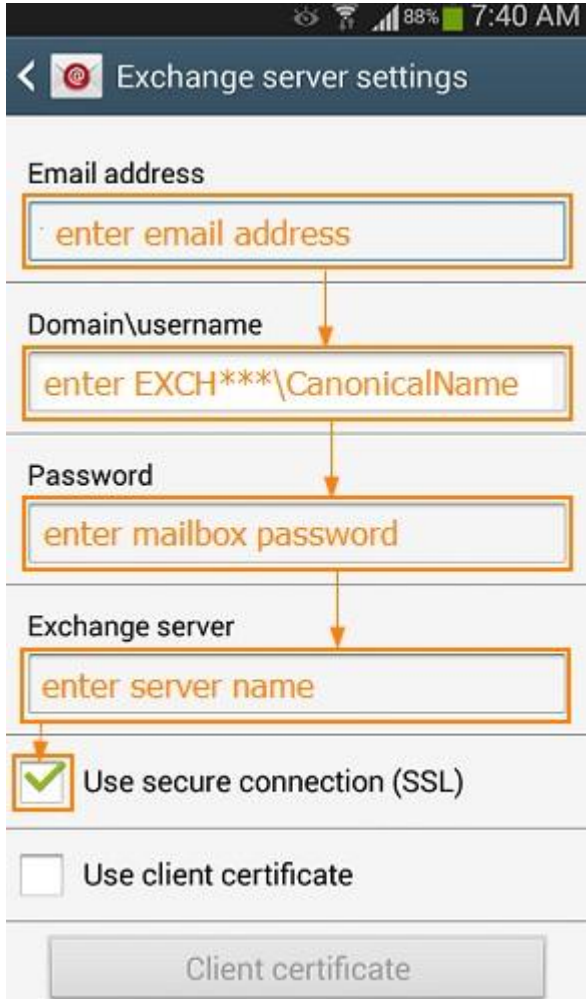 88% 7:40 AM
Exchange server settings
Email address
enter email address
Domain\username
enter EXCH***\CanonicalName
Password
enter mailbox password
Exchange server
enter server name
Use secure connection (SSL)
Use client certificate
Client certificate